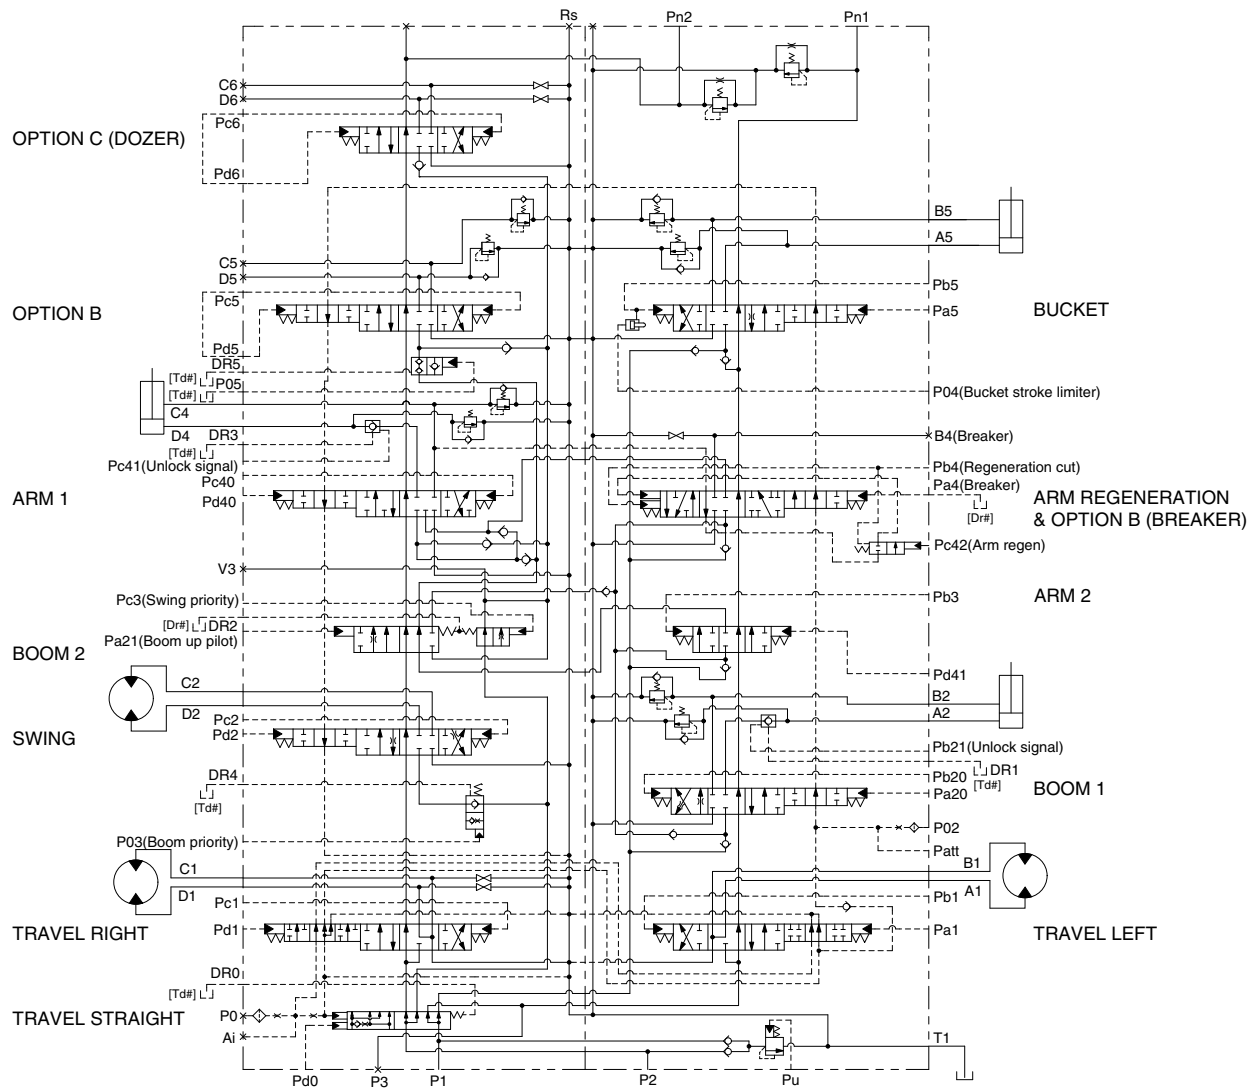 Rs
Pn2
Pn1
C6
D6
Pc6
OPTION C (DOZER)
Pd6
B5
A5
C5
D5
Pc5
Pb5
OPTION B
Pa5
BUCKET
Pd5
DR5
[Td#]
P05
[Td#]
P04(Bucket stroke limiter)
C4
D4
DR3
[Td#]
B4(Breaker)
Pc41(Unlock signal)
Pb4(Regeneration cut)
Pc40
Pa4(Breaker)
ARM 1
Pd40
ARM REGENERATION
& OPTION B (BREAKER)
[Dr#]
Pc42(Arm regen)
V3
Pc3(Swing priority)
Pb3
ARM 2
[Dr#]
DR2
Pa21(Boom up pilot)
BOOM 2
Pd41
C2
B2
D2
A2
Pc2
SWING
Pd2
Pb21(Unlock signal)
DR4
Pb20
DR1
[Td#]
[Td#]
Pa20
BOOM 1
P03(Boom priority)
P02
Patt
C1
B1
D1
A1
Pc1
Pb1
TRAVEL RIGHT
Pd1
Pa1
TRAVEL LEFT
DR0
[Td#]
TRAVEL STRAIGHT
P0
Ai
T1
Pd0
P3
P1
P2
Pu